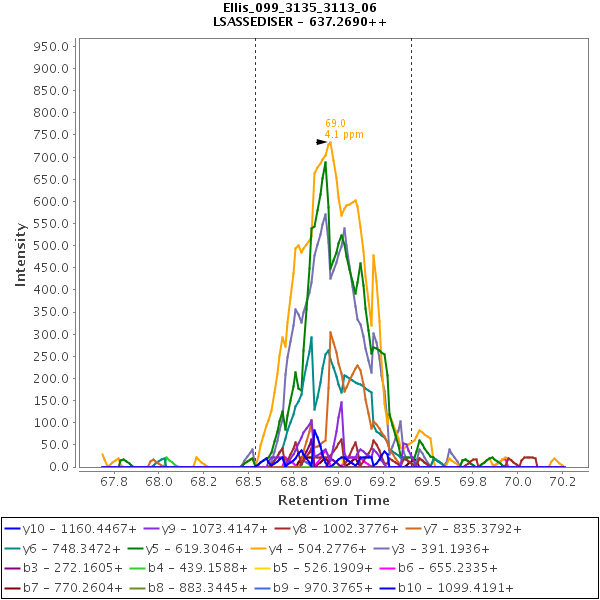 Ellis_099_3135_3113_06
LSASSEDISER - 637.2690++
69.0
4.1 ppm
Intensity
950.0
900.0
850.0
800.0
750.0
700.0
650.0
600.0
550.0
500.0
450.0
400.0
350.0
300.0
250.0
200.0
150.0
100.0
50.0
0.0
67.8 68.0 68.2 68.5 68.8 69.0 69.2 69.5 69.8 70.0 70.2
Retention Time
y10 - 1160.4467+ y9 - 1073.4147+ y8 - 1002.3776+ y7 - 835.3792+
y6 - 748.3472+ y5 - 619.3046+ y4 - 504.2776+ y3 - 391.1936+
b3 - 272.1605+ b4 - 439.1588+ b5 - 526.1909+ b6 - 655.2335+
b7 - 770.2604+ b8 - 883.3445+ b9 - 970.3765+ b10 - 1099.4191+